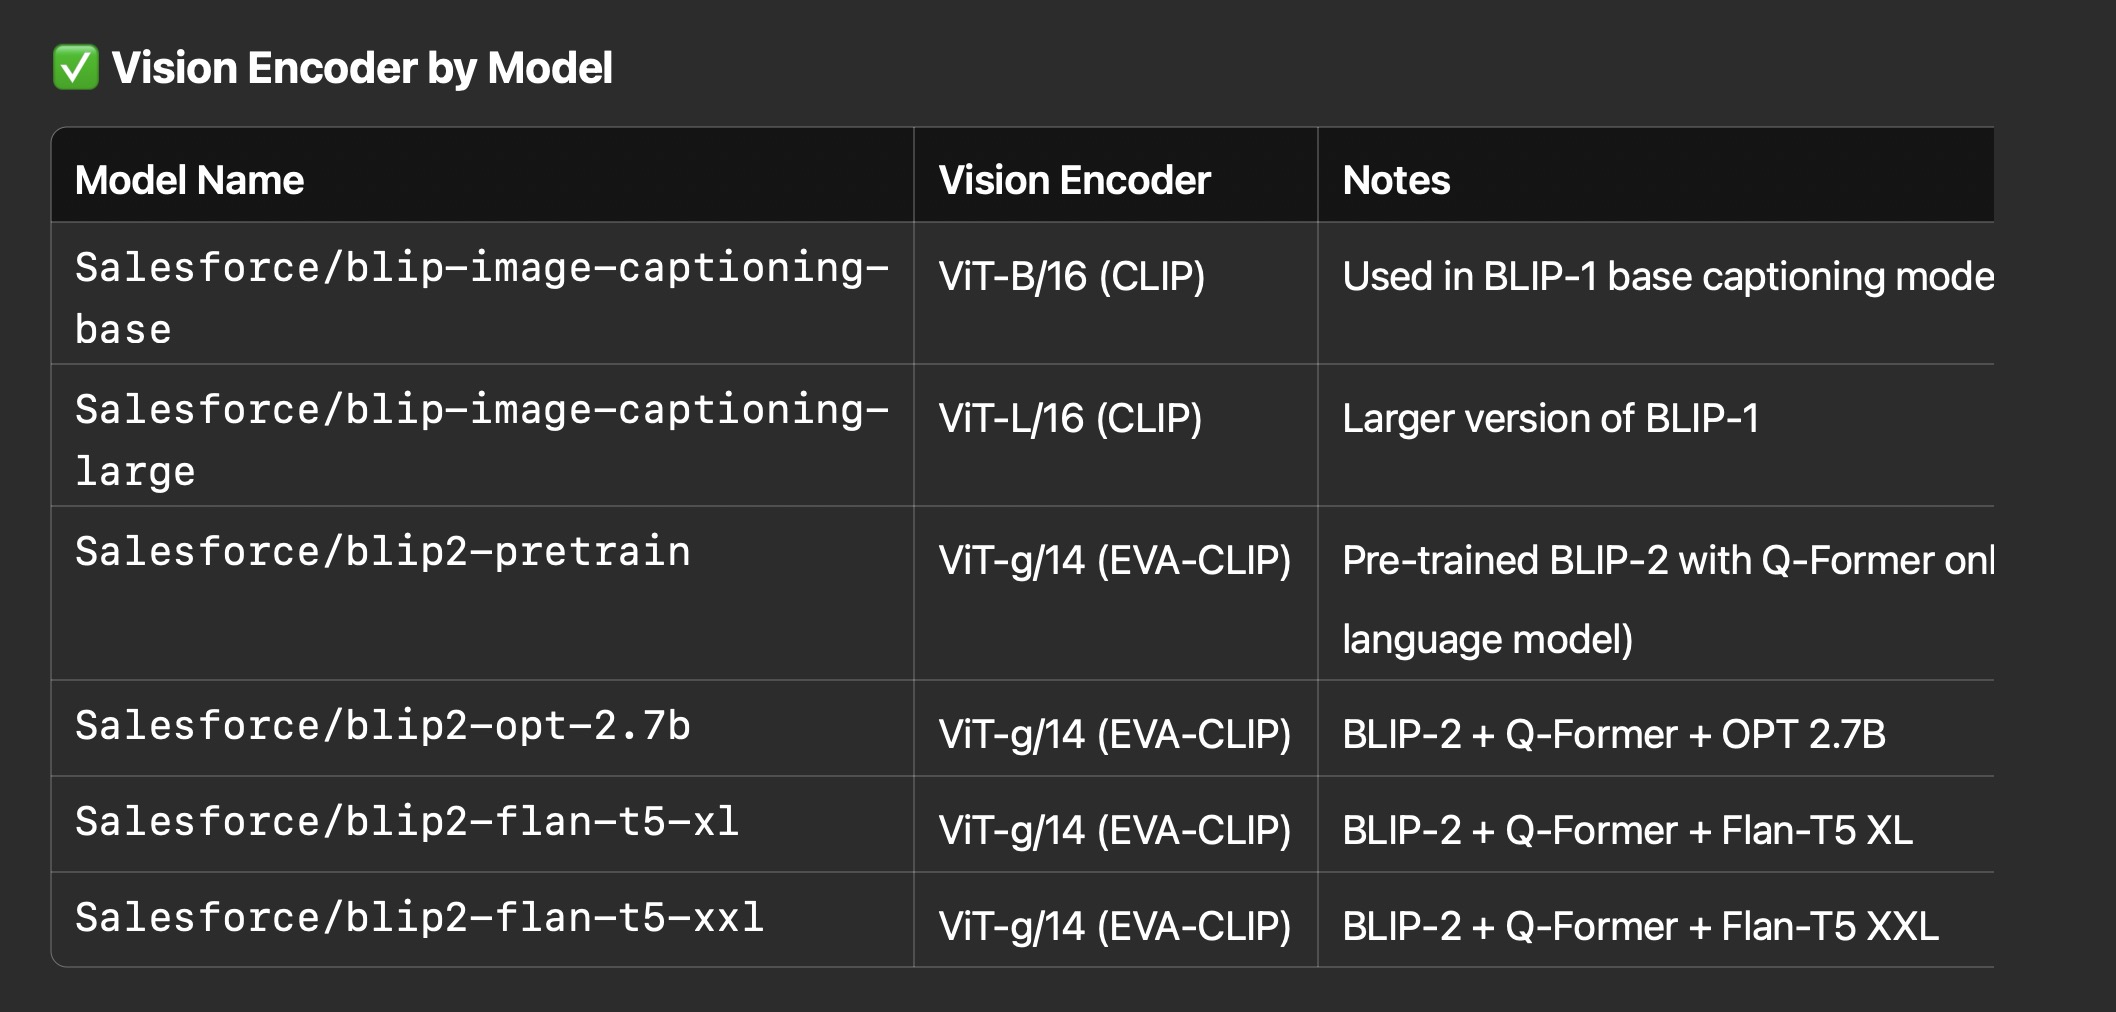 ✅ Vision Encoder by Model
Model Name Vision Encoder Notes
Salesforce/blip-image-captioning- ViT-B/16 (CLIP) Used in BLIP-1 base captioning mode
base
Salesforce/blip-image-captioning- ViT-L/16 (CLIP) Larger version of BLIP-1
large
Salesforce/blip2-pretrain ViT-g/14 (EVA-CLIP) Pre-trained BLIP-2 with Q-Former onl
language model)
Salesforce/blip2-opt-2.7b ViT-g/14 (EVA-CLIP) BLIP-2 + Q-Former + OPT 2.7B
Salesforce/blip2-flan-t5-xl ViT-g/14 (EVA-CLIP) BLIP-2 + Q-Former + Flan-T5 XL
Salesforce/blip2-flan-t5-xxl ViT-g/14 (EVA-CLIP) BLIP-2 + Q-Former + Flan-T5 XXL